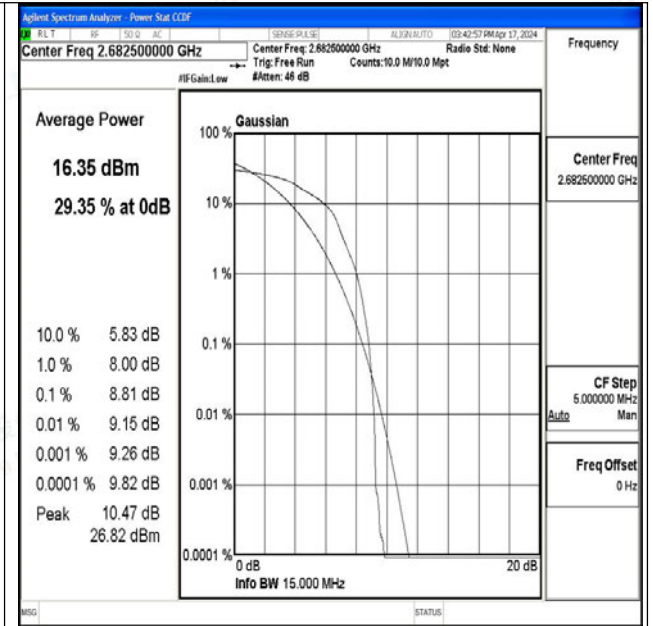 Agilent Spectrum Analyzer - Power Stat CCDF
RL T RF 50 Ω AC SENSE:PULSE ALIGN AUTO 03:42:57 PM Apr 17, 2024
Center Freq 2.682500000 GHz
Center Freq: 2.682500000 GHz Radio Std: None
Trig: Free Run Counts:10.0 M/10.0 Mpt
#IFGain:Low #Atten: 46 dB
Frequency
Average Power
16.35 dBm
29.35 % at 0dB
10.0 % 5.83 dB
1.0 % 8.00 dB
0.1 % 8.81 dB
0.01 % 9.15 dB
0.001 % 9.26 dB
0.0001 % 9.82 dB
Peak 10.47 dB
26.82 dBm
Gaussian
100 %
10 %
1 %
0.1 %
0.01 %
0.001 %
0.0001 %
0 dB 20 dB
Info BW 15.000 MHz
Center Freq
2.682500000 GHz
CF Step
5.000000 MHz
Auto Man
Freq Offset
0 Hz
MSG STATUS